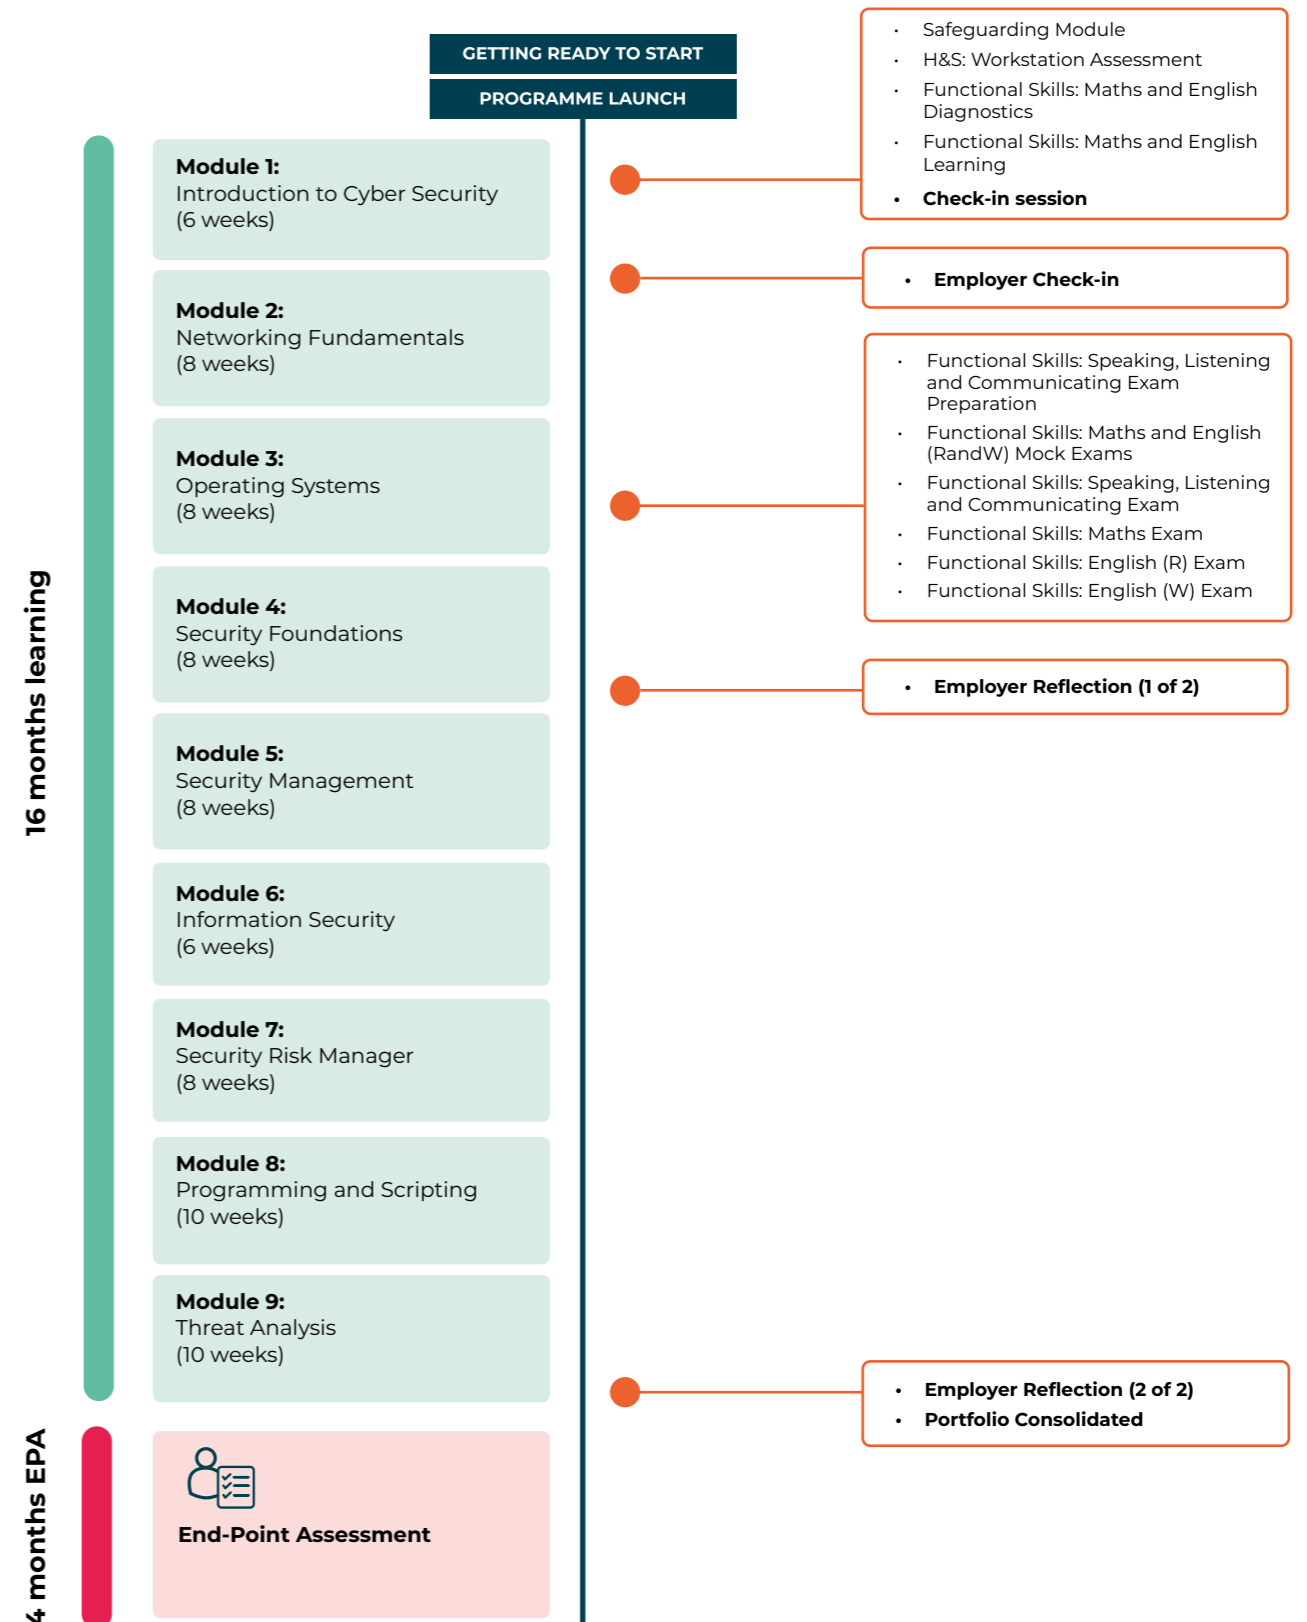 GETTING READY TO START
PROGRAMME LAUNCH
16 months learning
Module 1:
Introduction to Cyber Security
(6 weeks)
Module 2:
Networking Fundamentals
(8 weeks)
Module 3:
Operating Systems
(8 weeks)
Module 4:
Security Foundations
(8 weeks)
Module 5:
Security Management
(8 weeks)
Module 6:
Information Security
(6 weeks)
Module 7:
Security Risk Manager
(8 weeks)
Module 8:
Programming and Scripting
(10 weeks)
Module 9:
Threat Analysis
(10 weeks)
4 months EPA
End-Point Assessment
• Safeguarding Module
• H&S: Workstation Assessment
• Functional Skills: Maths and English
Diagnostics
• Functional Skills: Maths and English
Learning
• Check-in session
• Employer Check-in
• Functional Skills: Speaking, Listening
and Communicating Exam
Preparation
• Functional Skills: Maths and English
(RandW) Mock Exams
• Functional Skills: Speaking, Listening
and Communicating Exam
• Functional Skills: Maths Exam
• Functional Skills: English (R) Exam
• Functional Skills: English (W) Exam
• Employer Reflection (1 of 2)
• Employer Reflection (2 of 2)
• Portfolio Consolidated